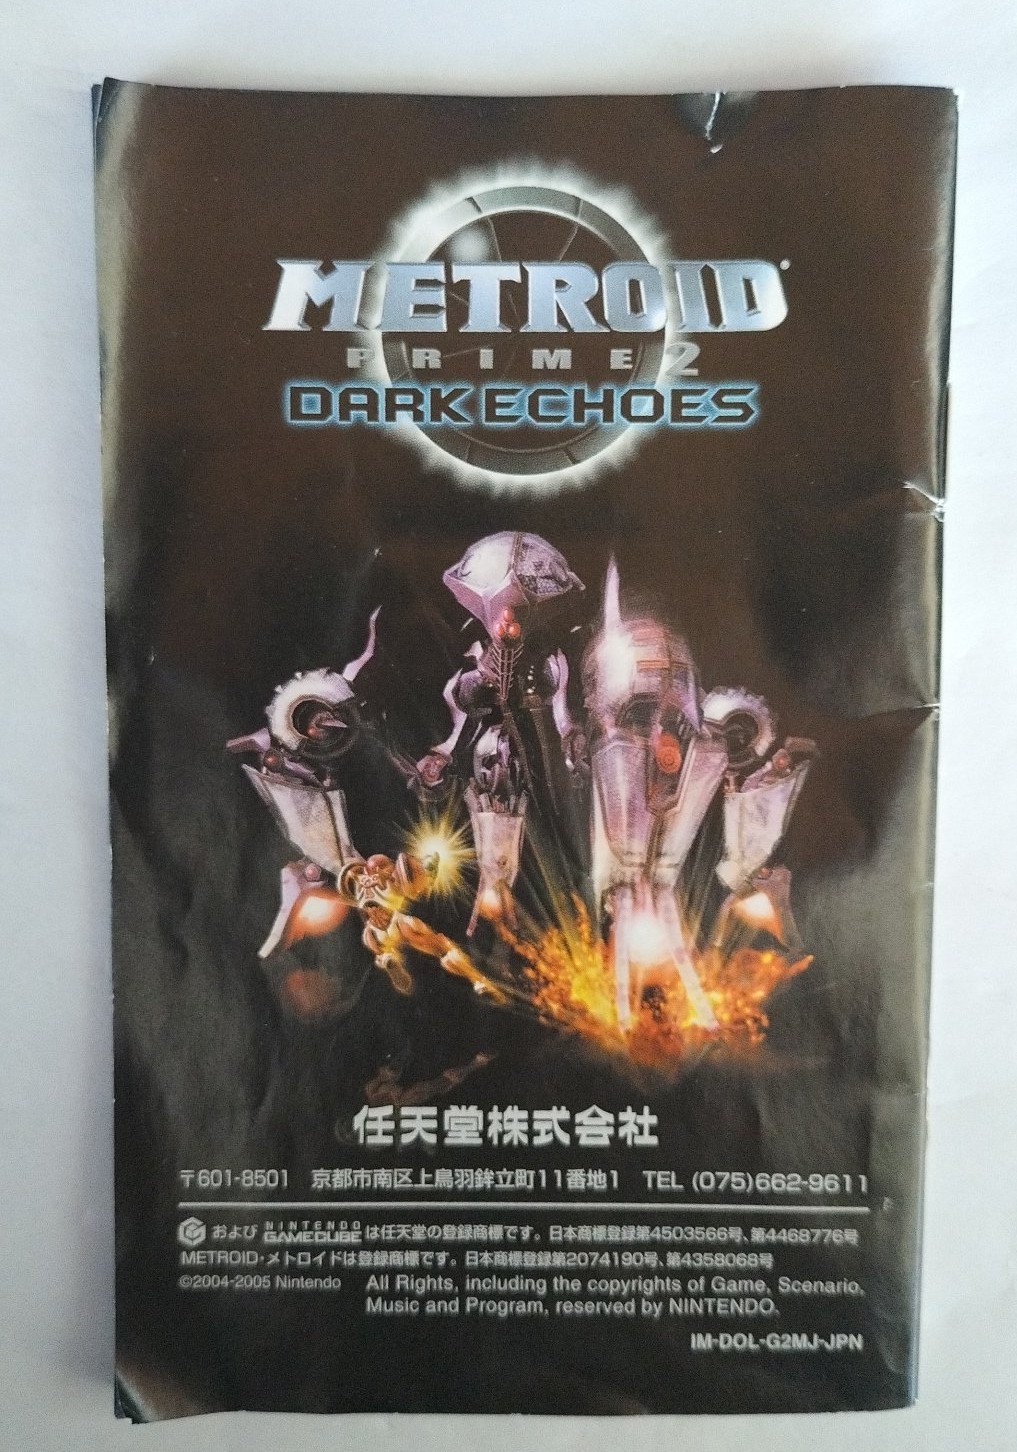 METROID
PRIME 2
DARK ECHOES
任天堂株式会社
〒601-8501 京都市南区上鳥羽鉾立町11番地1 TEL (075)662-9611
および NINTENDO GAMECUBE は任天堂の登録商標です。日本商標登録第4503566号、第4468776号
METROID・メトロイドは登録商標です。日本商標登録第2074190号、第4358068号
©2004-2005 Nintendo All Rights, including the copyrights of Game, Scenario,
Music and Program, reserved by NINTENDO.
IM-DOL-G2MJ-JPN